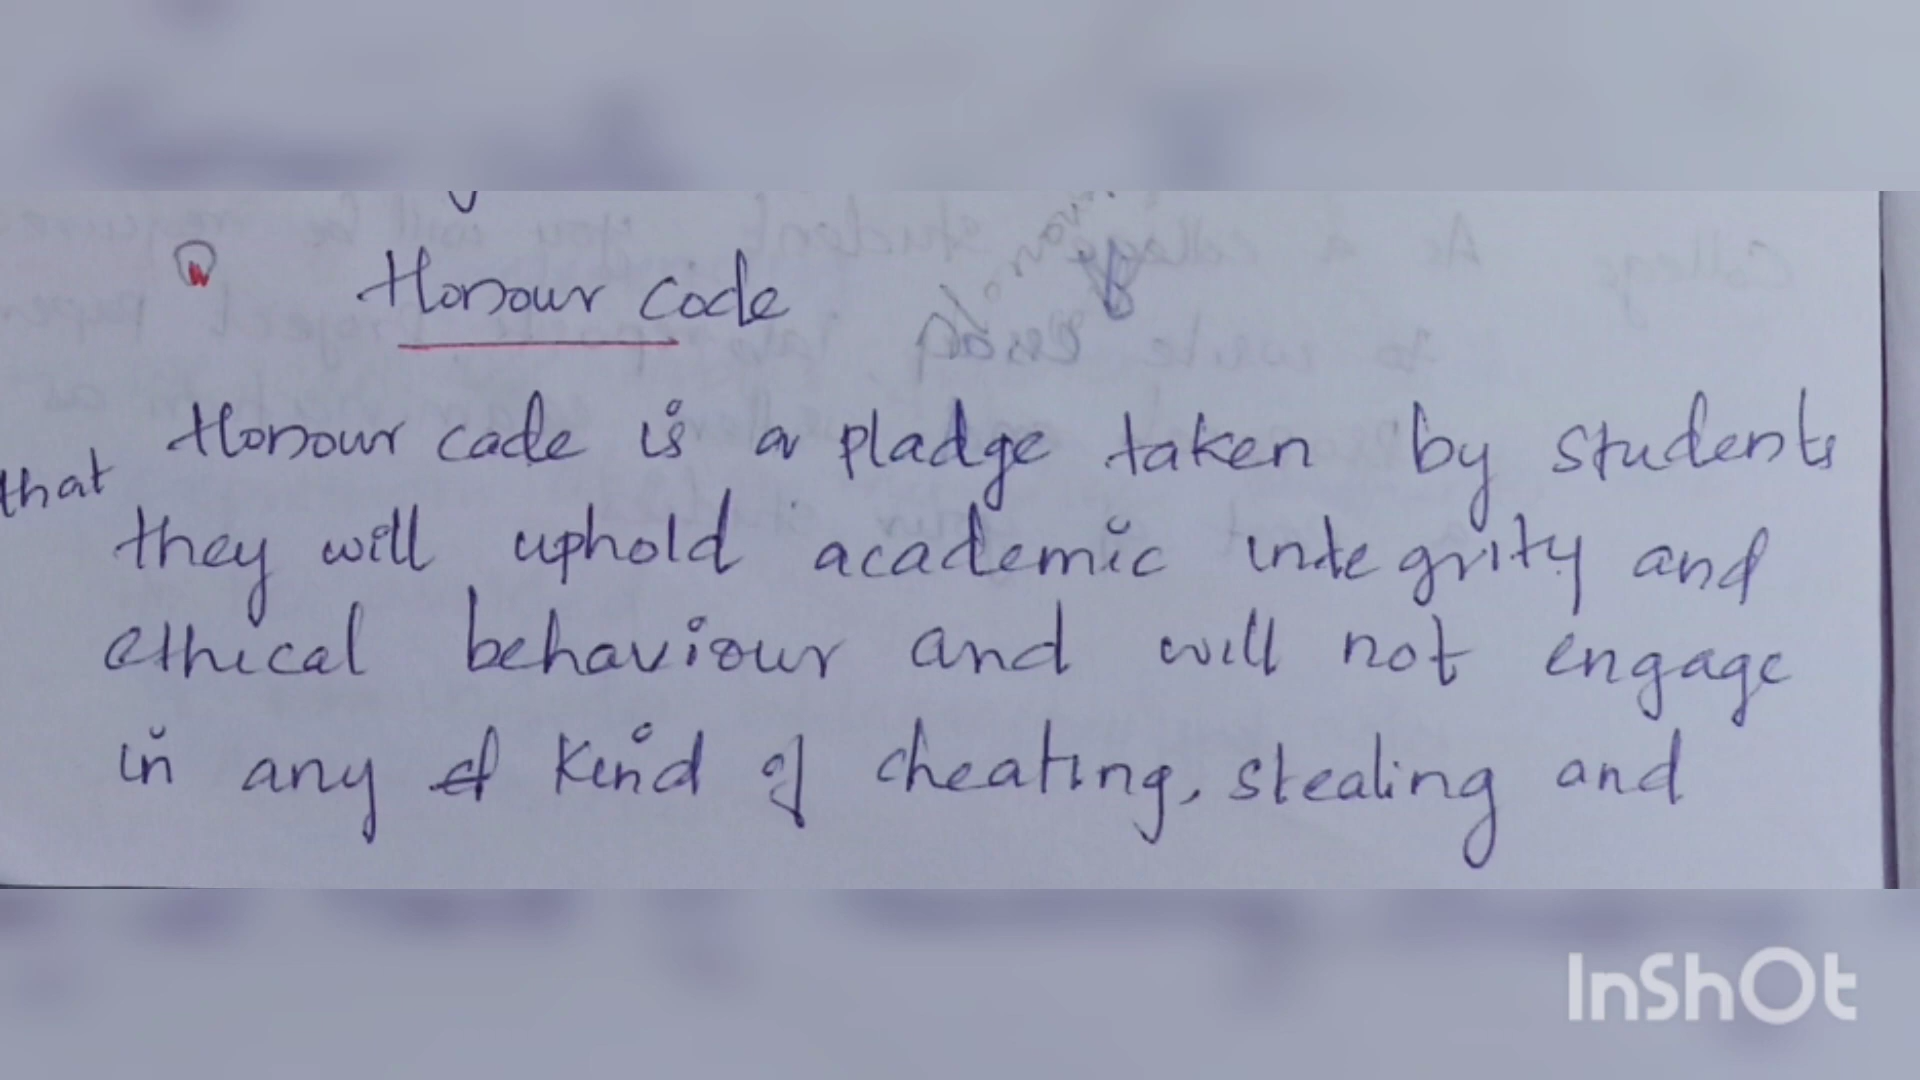 Honour code
Honour code is a pladge taken by students
that they will uphold academic integrity and
ethical behaviour and will not engage
in any of kind of cheating, stealing and
InShOt